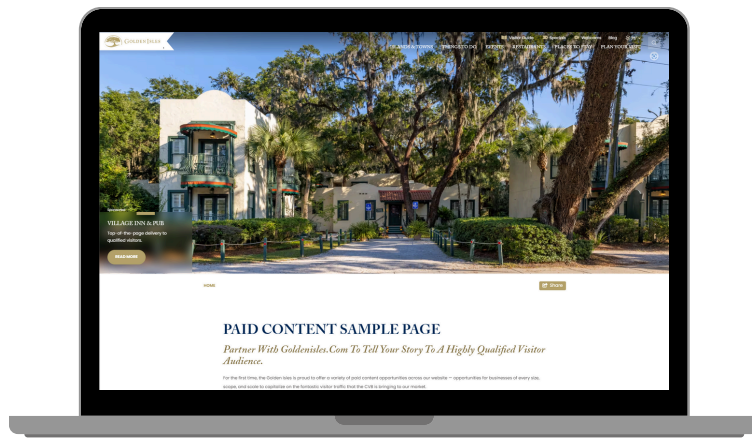 GOLDEN ISLES
Visitor Guide Specials Webcams Blog
ISLANDS & TOWNS THINGS TO DO EVENTS RESTAURANTS PLACES TO STAY PLAN YOUR VISIT
VILLAGE INN & PUB
Top-of-the-page delivery to
qualified visitors.
READ MORE
HOME
Share
PAID CONTENT SAMPLE PAGE
Partner With Goldenisles.Com To Tell Your Story To A Highly Qualified Visitor
Audience.
For the first time, the Golden Isles is proud to offer a variety of paid content opportunities across our website — opportunities for businesses of every size,
scope, and scale to capitalize on the fantastic visitor traffic that the CVB is bringing to our market.